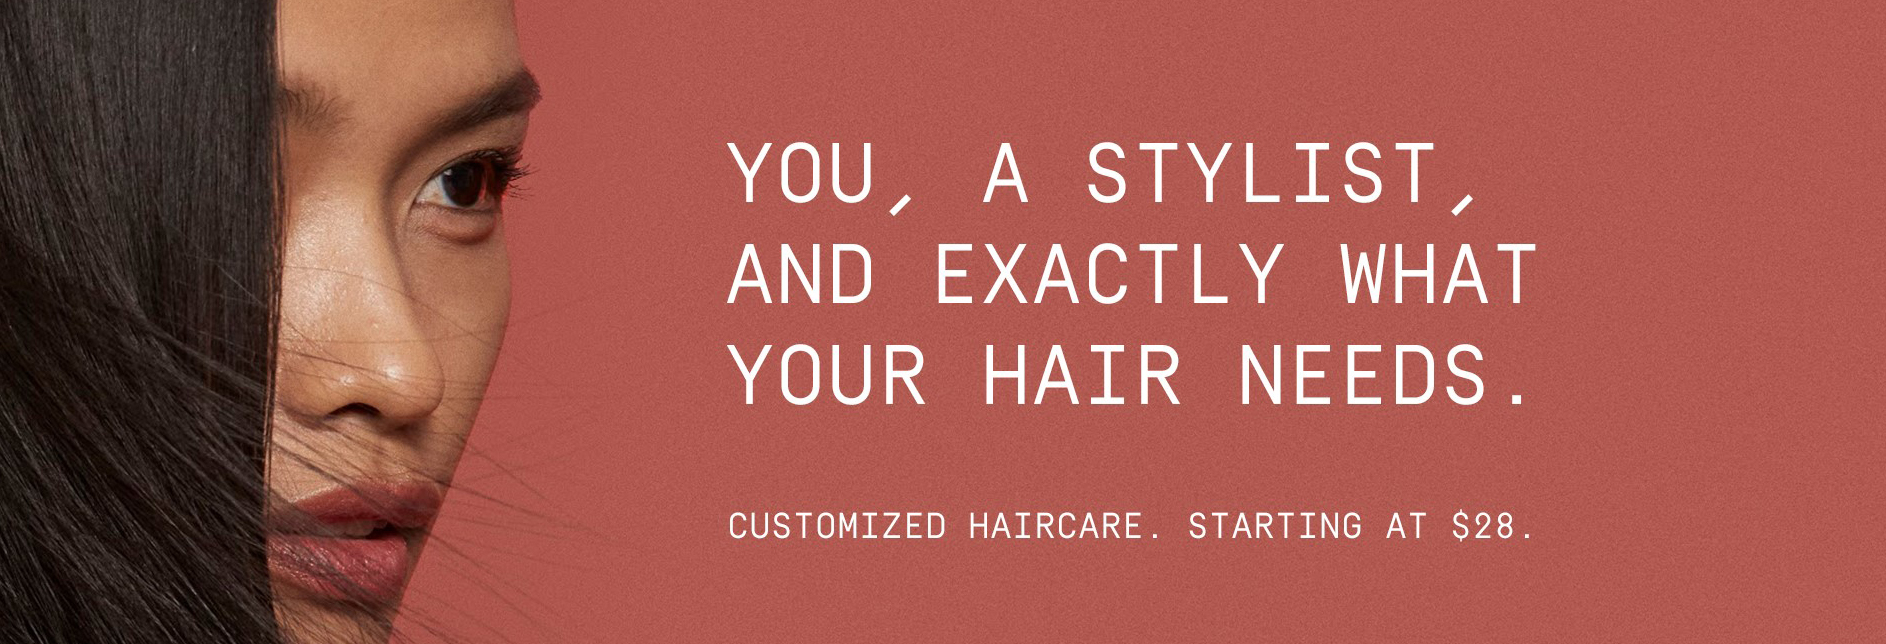 YOU, A STYLIST,
AND EXACTLY WHAT
YOUR HAIR NEEDS.
CUSTOMIZED HAIRCARE. STARTING AT $28.